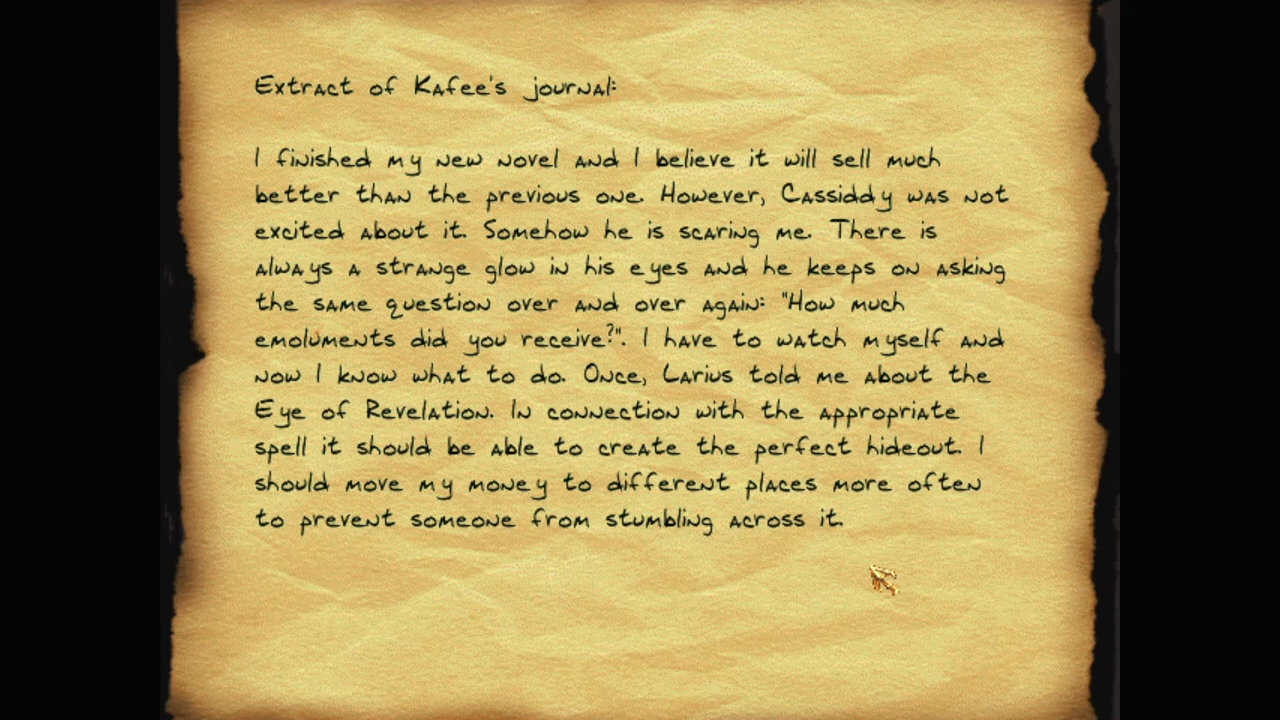 Extract of Kafee's journal:
I finished my new novel and I believe it will sell much
better than the previous one. However, Cassiddy was not
excited about it. Somehow he is scaring me. There is
always a strange glow in his eyes and he keeps on asking
the same question over and over again: "How much
emoluments did you receive?". I have to watch myself and
now I know what to do. Once, Larius told me about the
Eye of Revelation. In connection with the appropriate
spell it should be able to create the perfect hideout. I
should move my money to different places more often
to prevent someone from stumbling across it.